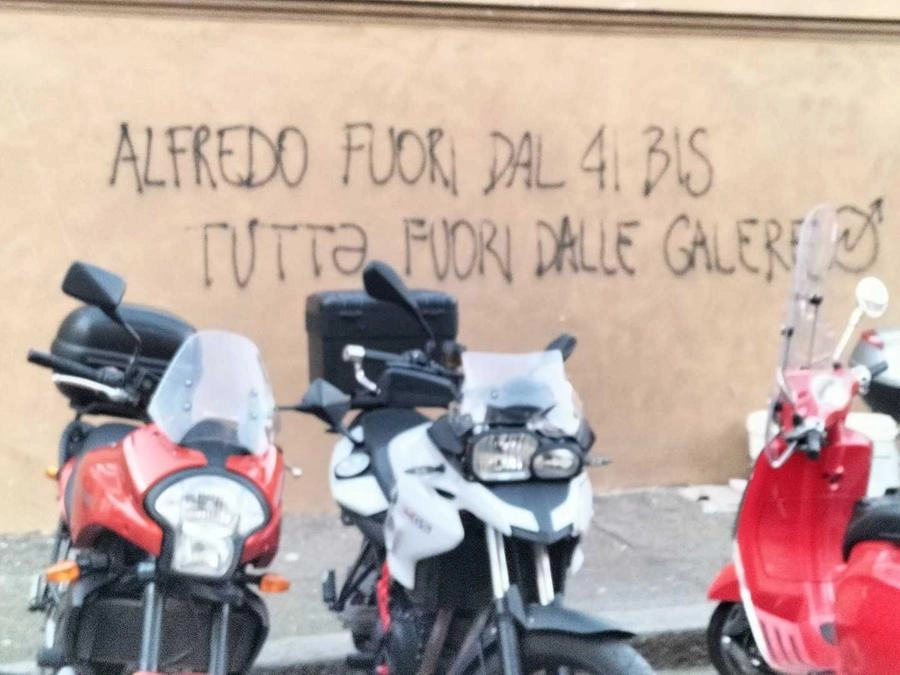 ALFREDO FUORI DAL 41 BIS
TUTTƏ FUORI DALLE GALERE